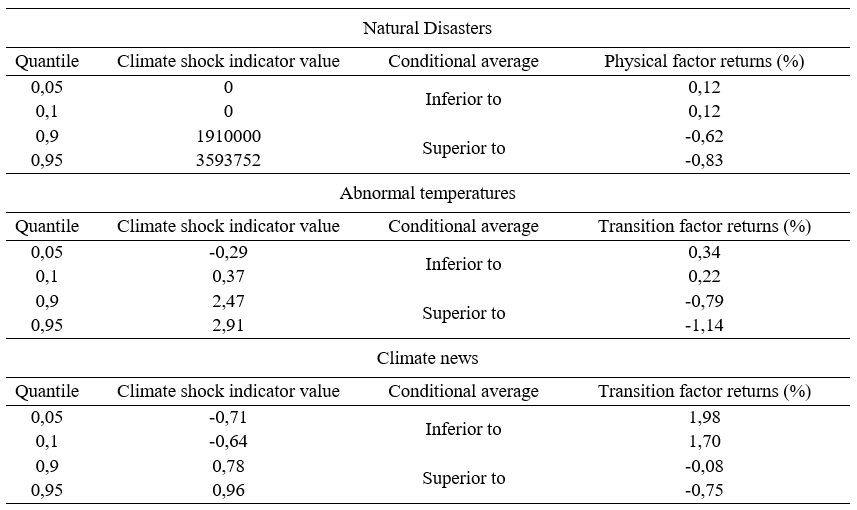 Natural Disasters
Quantile Climate shock indicator value Conditional average Physical factor returns (%)
0,05 0 0,12
Inferior to
0,1 0 0,12
0,9 1910000 -0,62
Superior to
0,95 3593752 -0,83
Abnormal temperatures
Quantile Climate shock indicator value Conditional average Transition factor returns (%)
0,05 -0,29 0,34
Inferior to
0,1 0,37 0,22
0,9 2,47 -0,79
Superior to
0,95 2,91 -1,14
Climate news
Quantile Climate shock indicator value Conditional average Transition factor returns (%)
0,05 -0,71 1,98
Inferior to
0,1 -0,64 1,70
0,9 0,78 -0,08
Superior to
0,95 0,96 -0,75